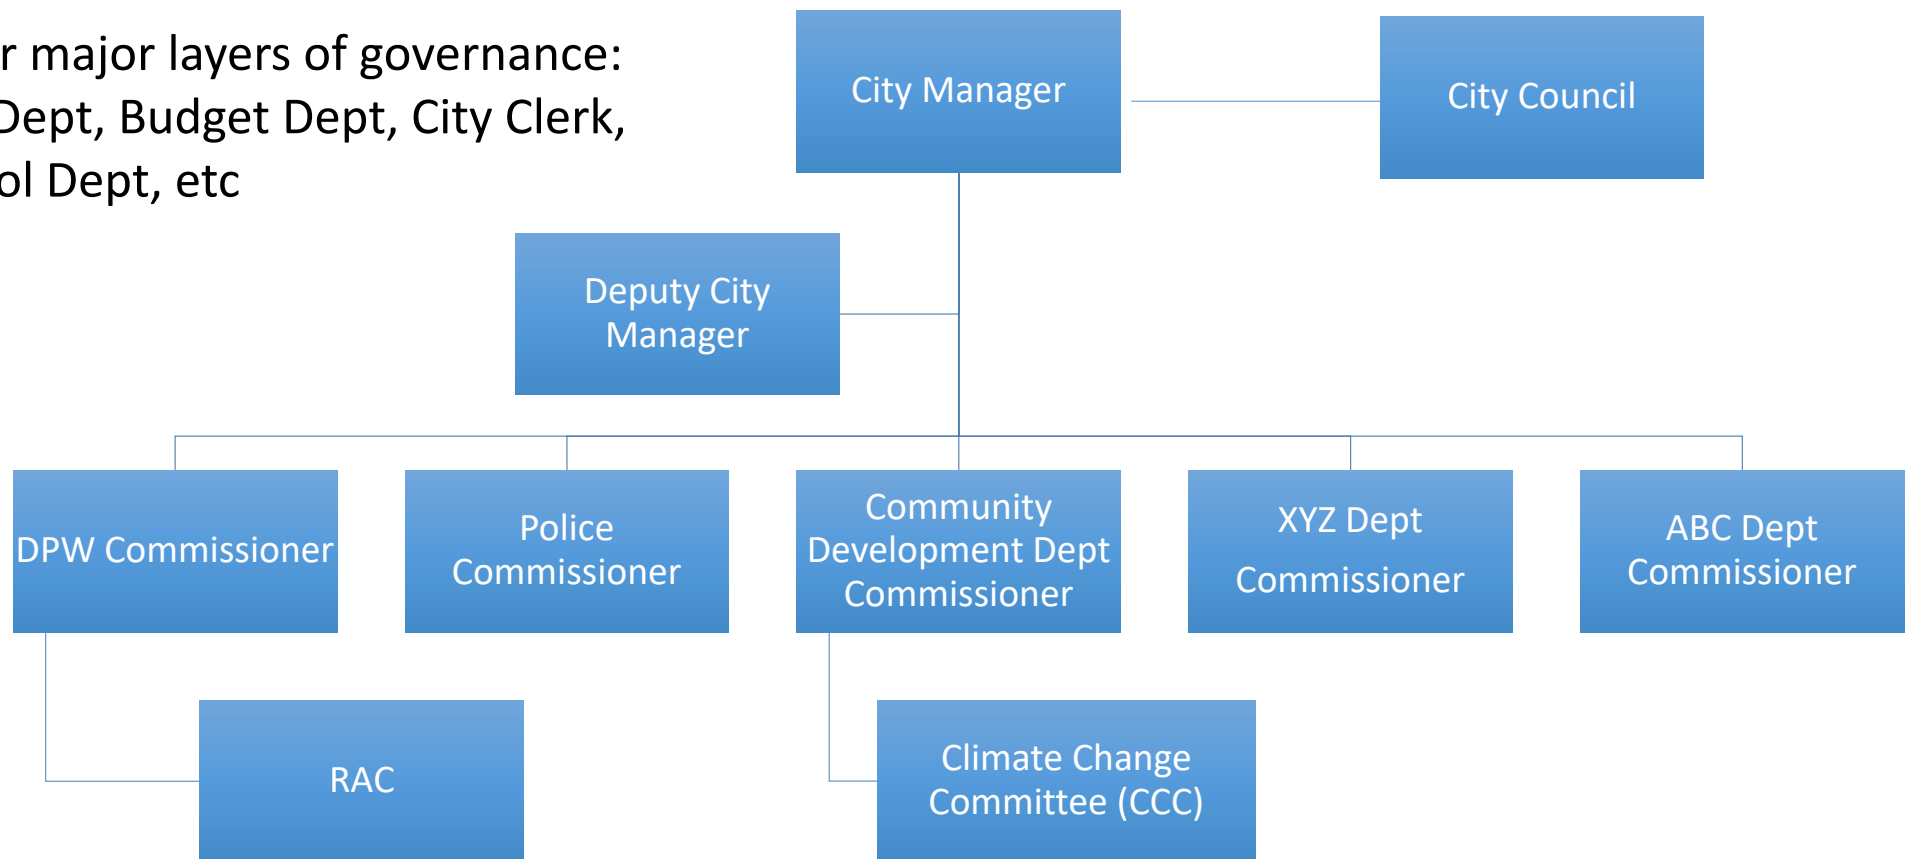 r major layers of governance:
Dept, Budget Dept, City Clerk,
ol Dept, etc
City Manager
City Council
Deputy City
Manager
DPW Commissioner
Police
Commissioner
Community
Development Dept
Commissioner
XYZ Dept
Commissioner
ABC Dept
Commissioner
RAC
Climate Change
Committee (CCC)